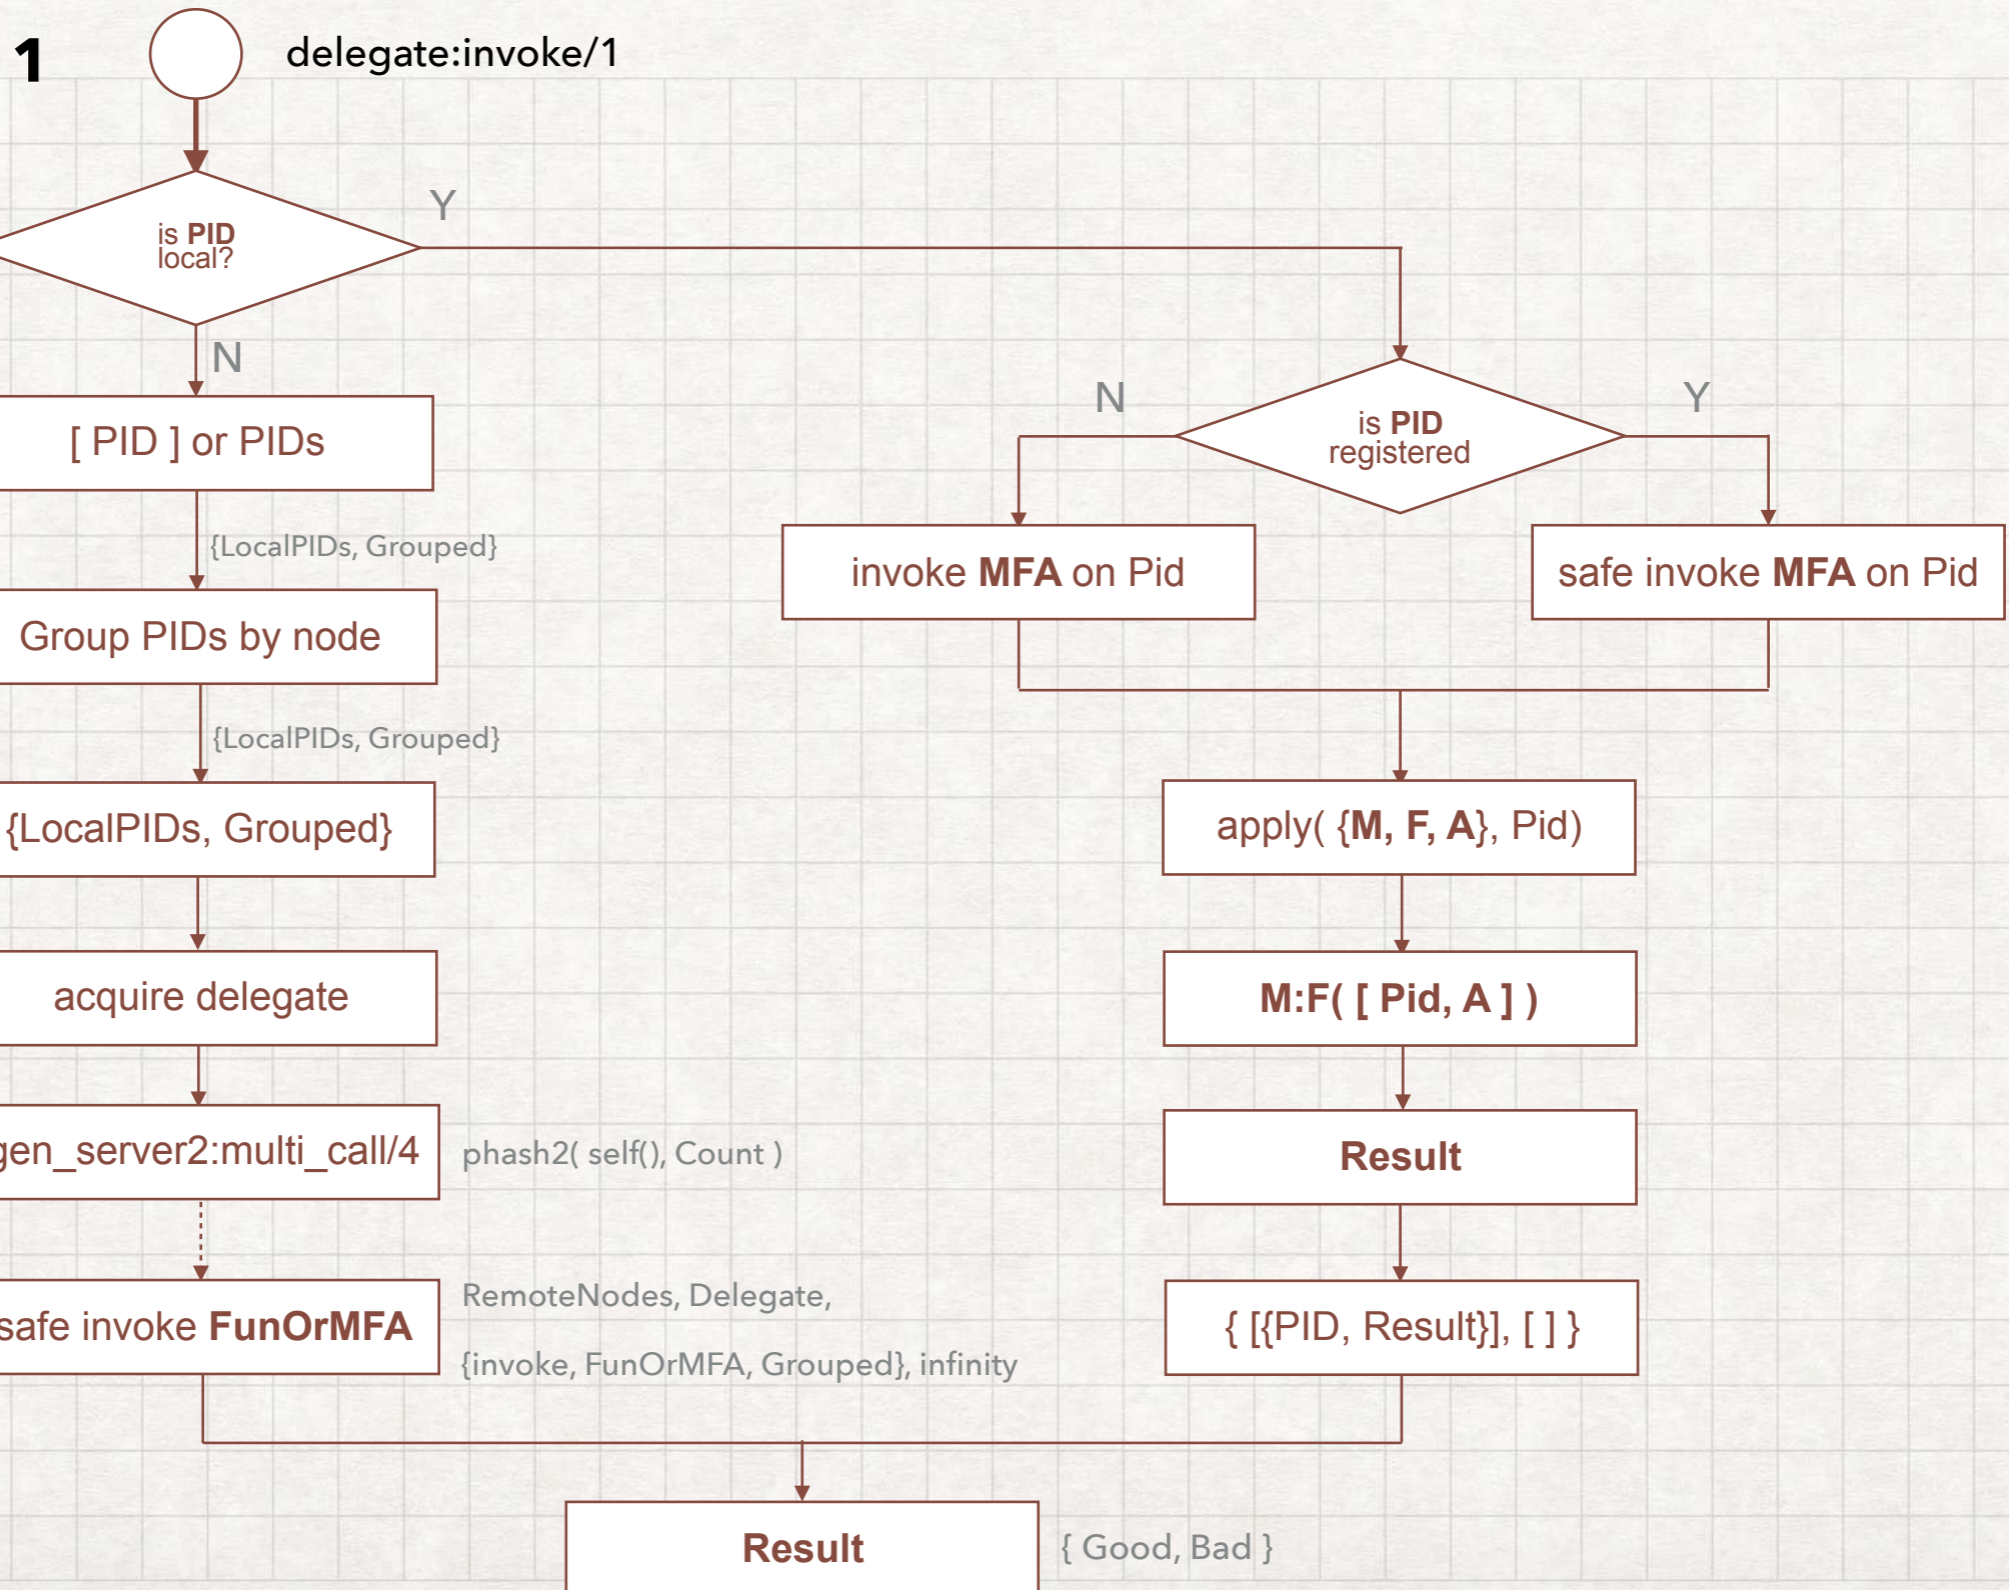 1
delegate:invoke/1
is PID
local?
Y
N
[ PID ] or PIDs
{LocalPIDs, Grouped}
Group PIDs by node
{LocalPIDs, Grouped}
{LocalPIDs, Grouped}
acquire delegate
gen_server2:multi_call/4
phash2( self(), Count )
safe invoke FunOrMFA
RemoteNodes, Delegate,
{invoke, FunOrMFA, Grouped}, infinity
N
is PID
registered
Y
invoke MFA on Pid
safe invoke MFA on Pid
apply( {M, F, A}, Pid)
M:F( [ Pid, A ] )
Result
{ [{PID, Result}], [ ] }
Result
{ Good, Bad }